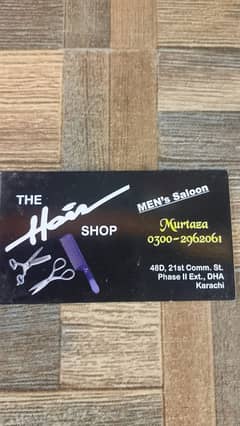 THE
Hair
SHOP
MEN's Saloon
Murtaza
0300-2962061
48D, 21st Comm. St.
Phase II Ext., DHA
Karachi